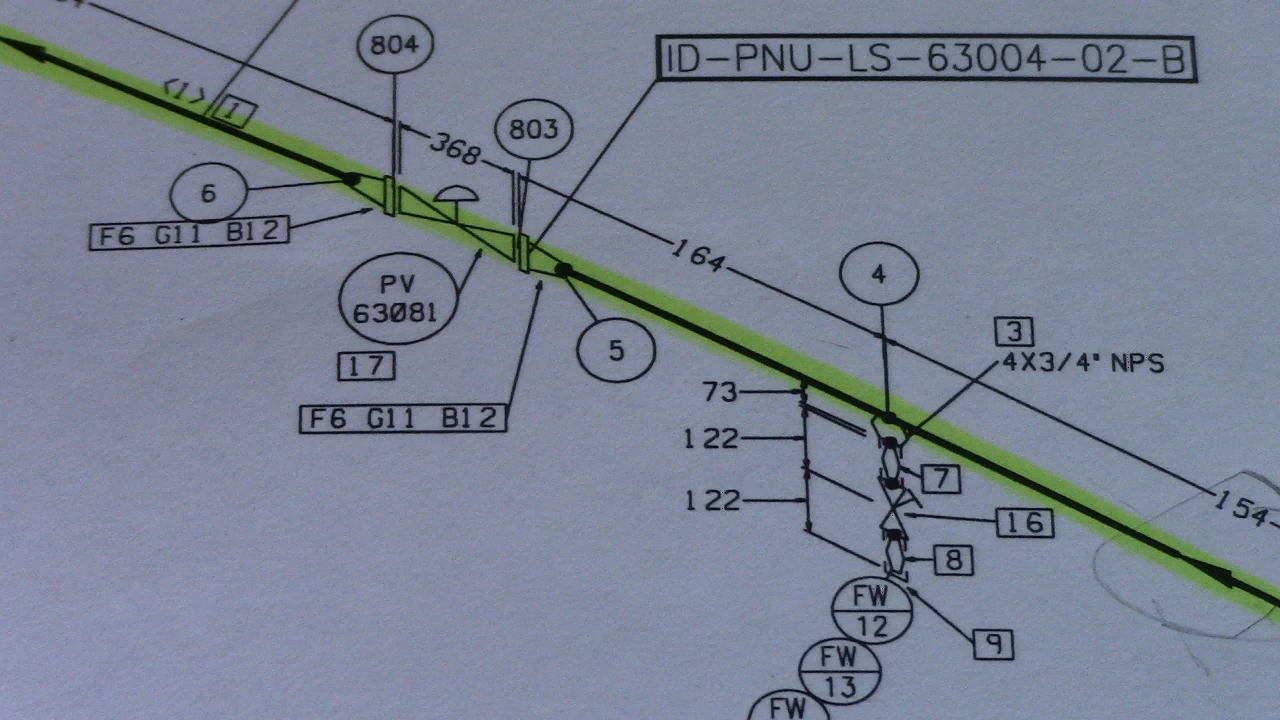 804
ID-PNU-LS-63004-02-B
<1> 1
803
368
6
F6 G11 B12
164
4
PV
63081
3
4X3/4" NPS
5
17
73
F6 G11 B12
122
7
154
122
16
8
FW
12
9
FW
13
FW